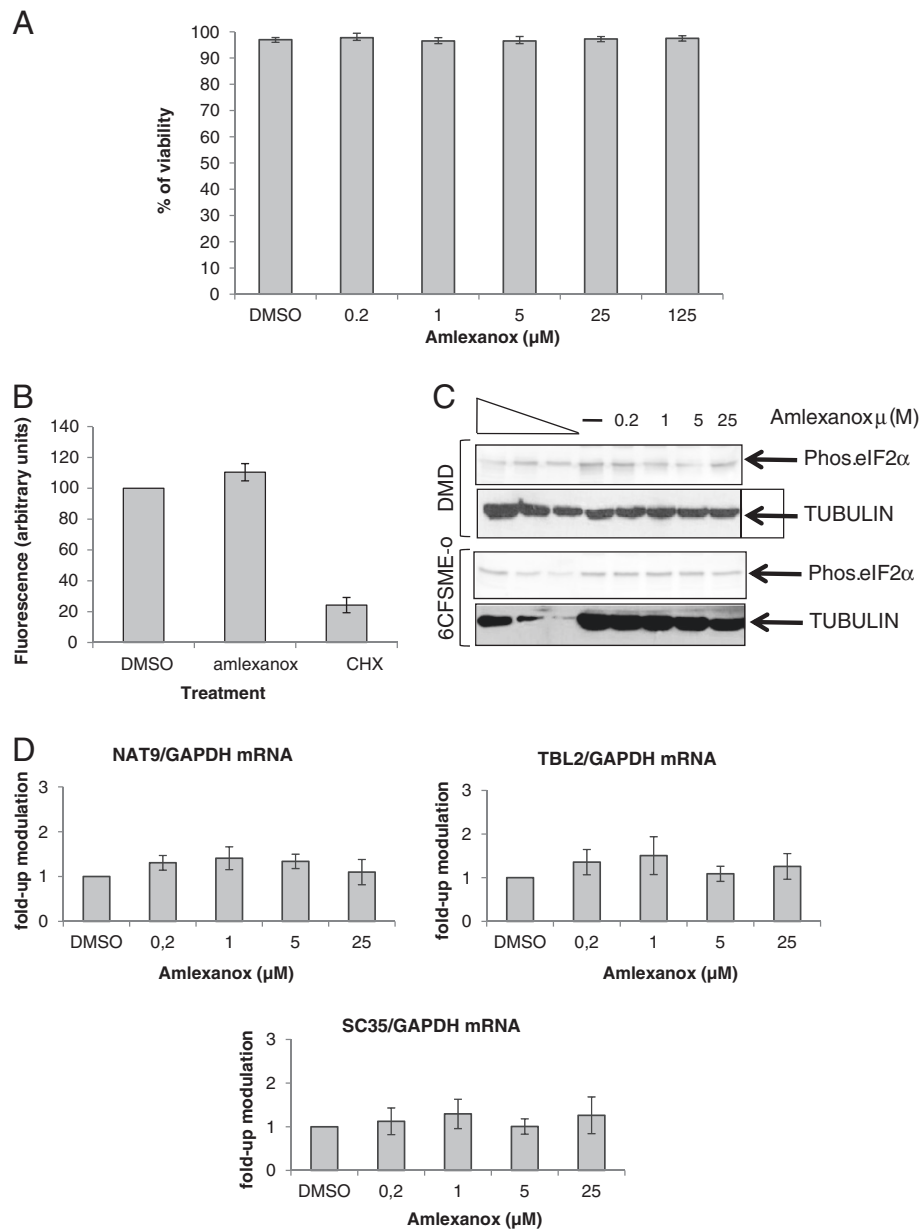 A
% of viability
100
90
80
70
60
50
40
30
20
10
0
DMSO 0.2 1 5 25 125
Amlexanox (µM)
B
Fluorescence (arbitrary units)
140
120
100
80
60
40
20
0
DMSO amlexanox CHX
Treatment
C
— 0.2 1 5 25 Amlexanox µ (M)
DMD
Phos.eIF2α
TUBULIN
6CFSME-o
Phos.eIF2α
TUBULIN
D
NAT9/GAPDH mRNA
fold-up modulation
3
2
1
0
DMSO 0,2 1 5 25
Amlexanox (µM)
TBL2/GAPDH mRNA
fold-up modulation
3
2
1
0
DMSO 0,2 1 5 25
Amlexanox (µM)
SC35/GAPDH mRNA
fold-up modulation
3
2
1
0
DMSO 0,2 1 5 25
Amlexanox (µM)